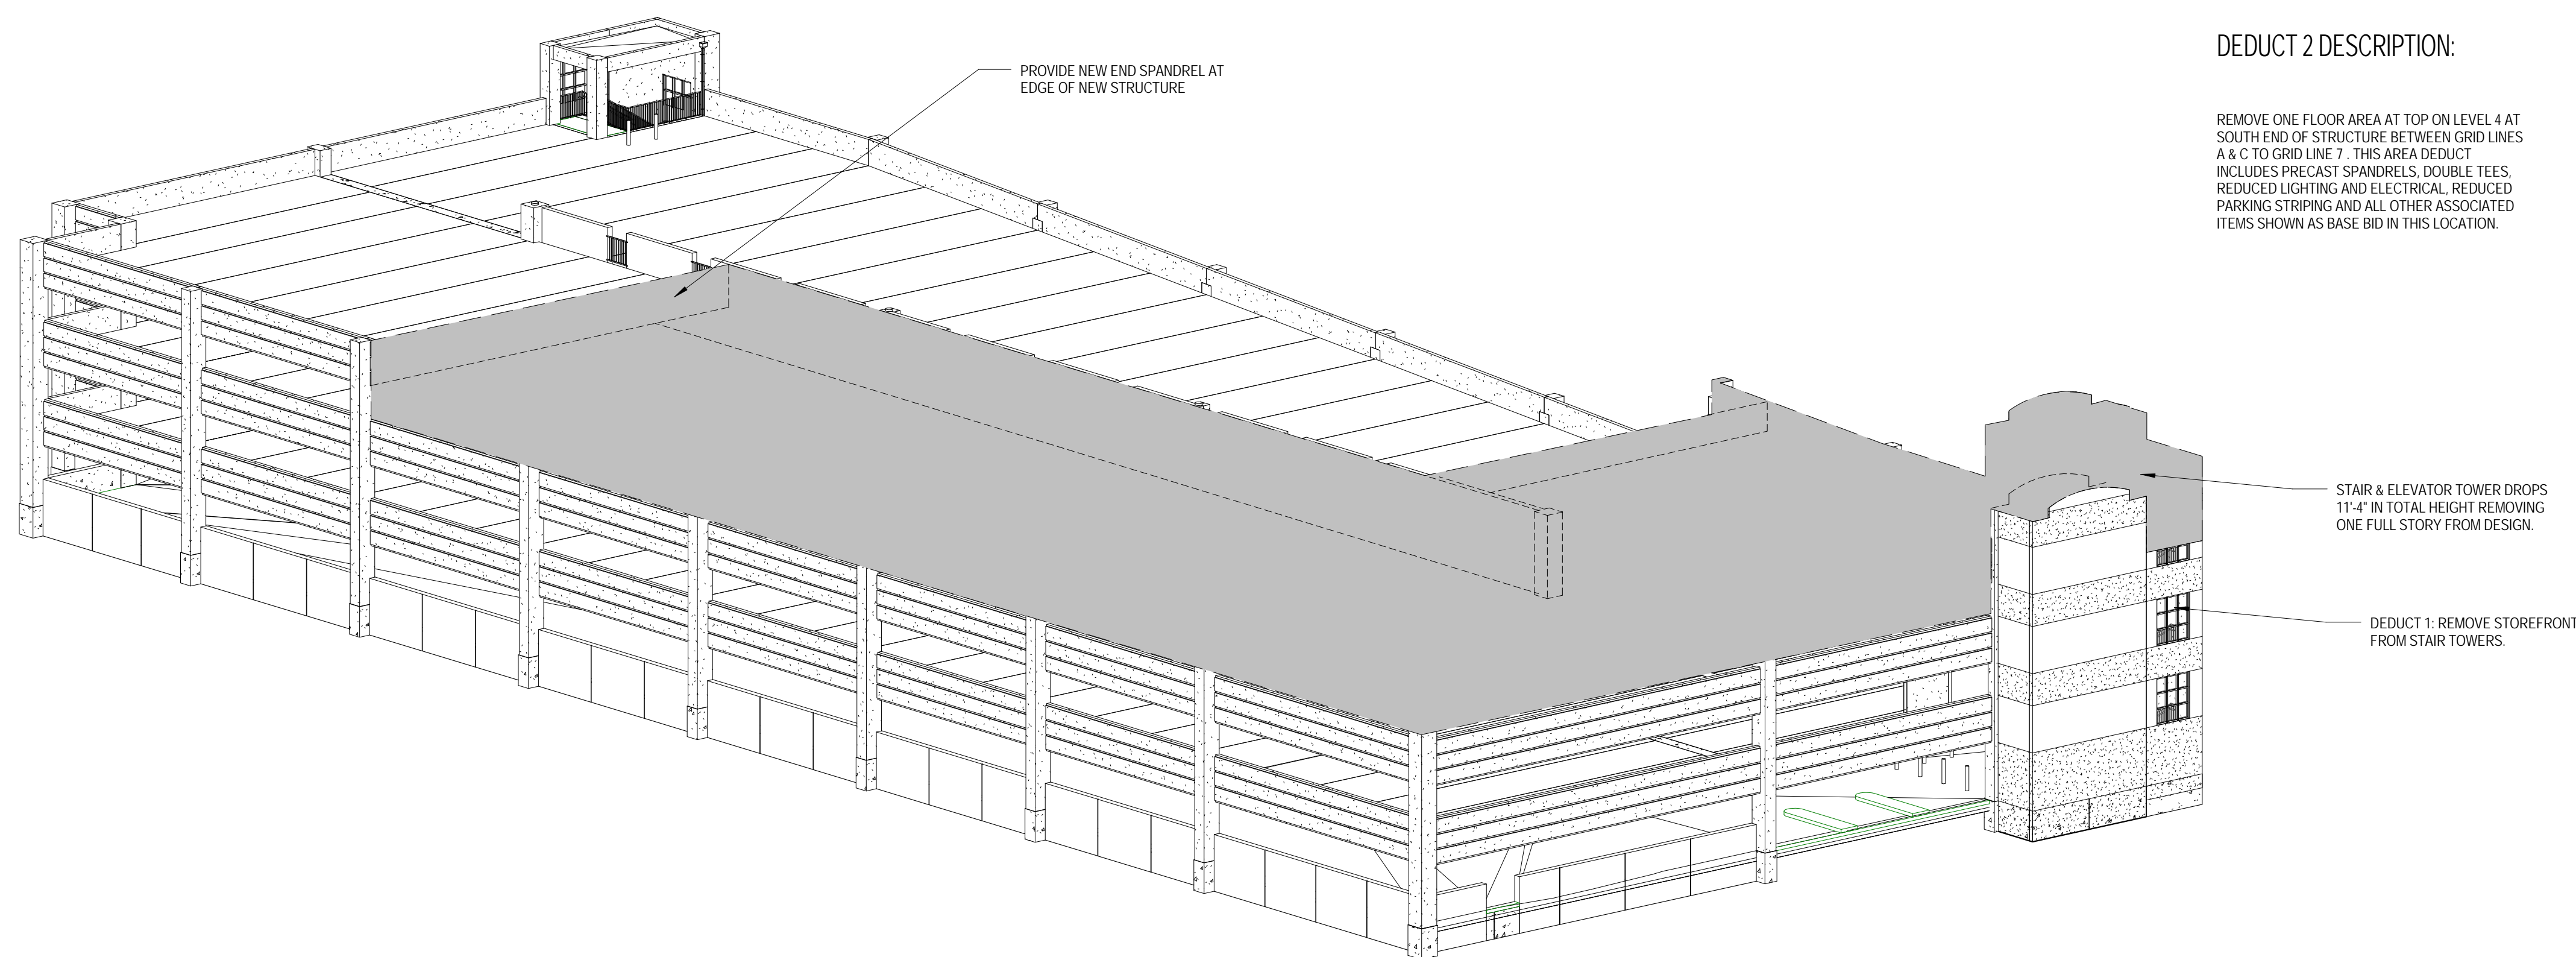 DEDUCT 2 DESCRIPTION:
PROVIDE NEW END SPANDREL AT
EDGE OF NEW STRUCTURE
REMOVE ONE FLOOR AREA AT TOP ON LEVEL 4 AT
SOUTH END OF STRUCTURE BETWEEN GRID LINES
A & C TO GRID LINE 7 . THIS AREA DEDUCT
INCLUDES PRECAST SPANDRELS, DOUBLE TEES,
REDUCED LIGHTING AND ELECTRICAL, REDUCED
PARKING STRIPING AND ALL OTHER ASSOCIATED
ITEMS SHOWN AS BASE BID IN THIS LOCATION.
STAIR & ELEVATOR TOWER DROPS
11'-4" IN TOTAL HEIGHT REMOVING
ONE FULL STORY FROM DESIGN.
DEDUCT 1: REMOVE STOREFRONT
FROM STAIR TOWERS.